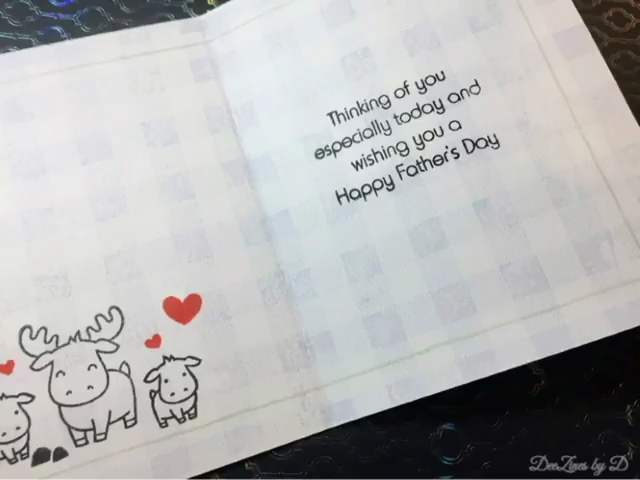 Thinking of you
especially today and
wishing you a
Happy Father's Day
DeeZines by D